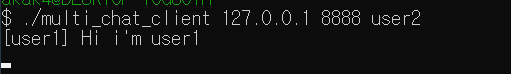 $ ./multi_chat_client 127.0.0.1 8888 user2
[user1] Hi i'm user1